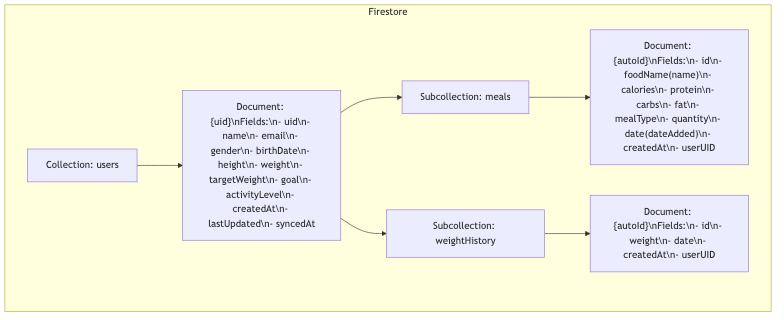 Firestore
Collection: users
Document:
{uid}\nFields:\n- uid\n-
name\n- email\n-
gender\n- birthDate\n-
height\n- weight\n-
targetWeight\n- goal\n-
activityLevel\n-
createdAt\n-
lastUpdated\n- syncedAt
Subcollection: meals
Document:
{autoId}\nFields:\n- id\n-
foodName(name)\n-
calories\n- protein\n-
carbs\n- fat\n-
mealType\n- quantity\n-
date(dateAdded)\n-
createdAt\n- userUID
Subcollection:
weightHistory
Document:
{autoId}\nFields:\n- id\n-
weight\n- date\n-
createdAt\n- userUID